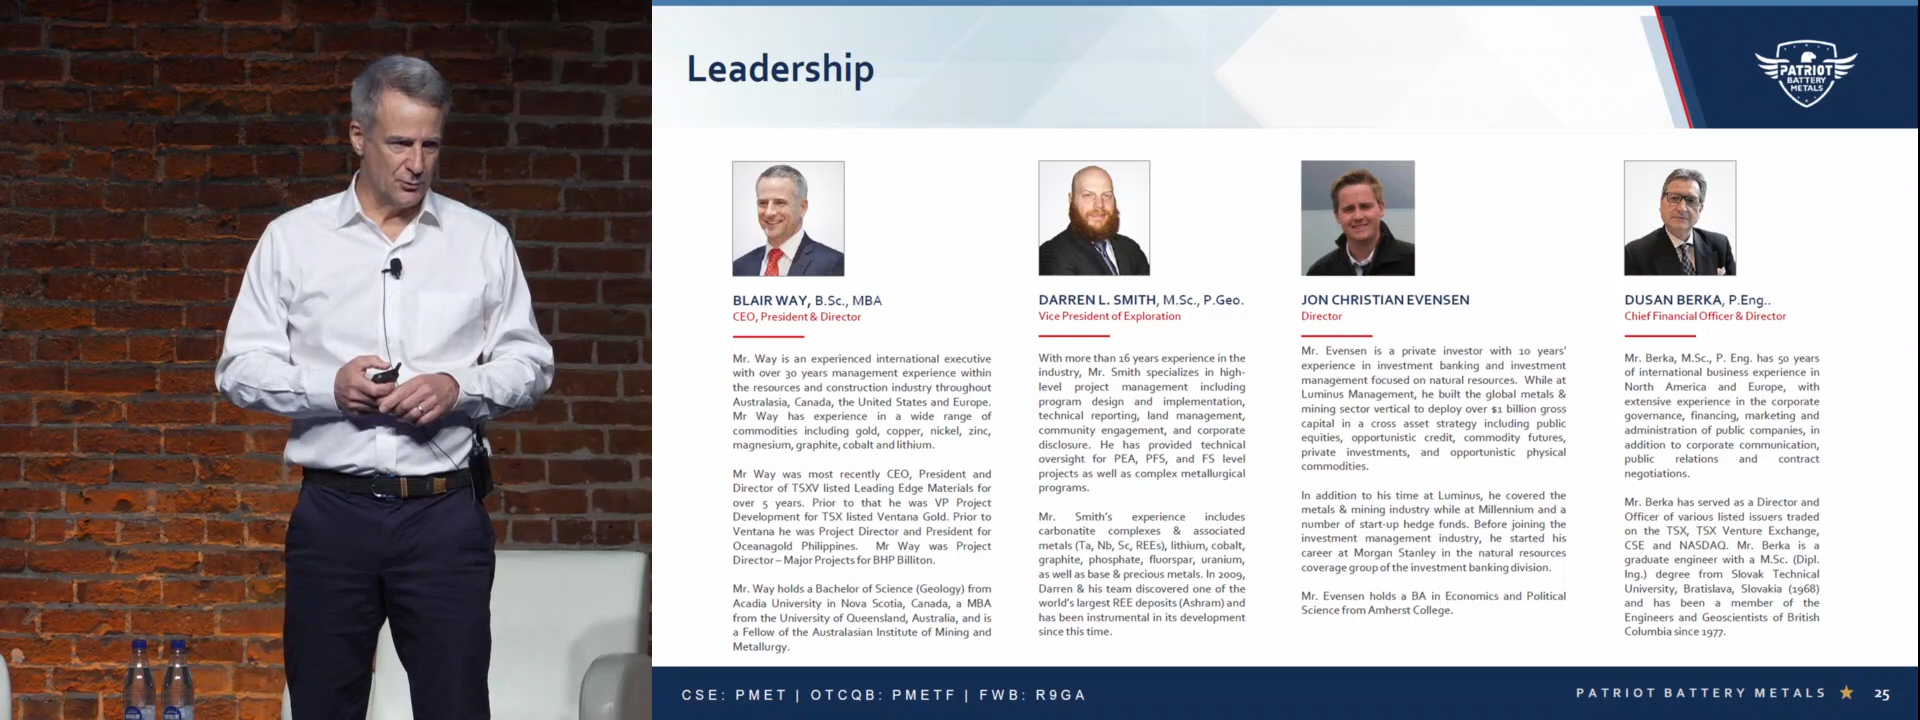 Leadership
PATRIOT
BATTERY
METALS
BLAIR WAY, B.Sc., MBA
CEO, President & Director
Mr. Way is an experienced international executive
with over 30 years management experience within
the resources and construction industry throughout
Australasia, Canada, the United States and Europe.
Mr Way has experience in a wide range of
commodities including gold, copper, nickel, zinc,
magnesium, graphite, cobalt and lithium.
Mr Way was most recently CEO, President and
Director of TSXV listed Leading Edge Materials for
over 5 years. Prior to that he was VP Project
Development for TSX listed Ventana Gold. Prior to
Ventana he was Project Director and President for
Oceanagold Philippines. Mr Way was Project
Director – Major Projects for BHP Billiton.
Mr. Way holds a Bachelor of Science (Geology) from
Acadia University in Nova Scotia, Canada, a MBA
from the University of Queensland, Australia, and is
a Fellow of the Australasian Institute of Mining and
Metallurgy.
DARREN L. SMITH, M.Sc., P.Geo.
Vice President of Exploration
With more than 16 years experience in the
industry, Mr. Smith specializes in high-
level project management including
program design and implementation,
technical reporting, land management,
community engagement, and corporate
disclosure. He has provided technical
oversight for PEA, PFS, and FS level
projects as well as complex metallurgical
programs.
Mr. Smith's experience includes
carbonatite complexes & associated
metals (Ta, Nb, Sc, REEs), lithium, cobalt,
graphite, phosphate, fluorspar, uranium,
as well as base & precious metals. In 2009,
Darren & his team discovered one of the
world's largest REE deposits (Ashram) and
has been instrumental in its development
since this time.
JON CHRISTIAN EVENSEN
Director
Mr. Evensen is a private investor with 10 years'
experience in investment banking and investment
management focused on natural resources. While at
Luminus Management, he built the global metals &
mining sector vertical to deploy over $1 billion gross
capital in a cross asset strategy including public
equities, opportunistic credit, commodity futures,
private investments, and opportunistic physical
commodities.
In addition to his time at Luminus, he covered the
metals & mining industry while at Millennium and a
number of start-up hedge funds. Before joining the
investment management industry, he started his
career at Morgan Stanley in the natural resources
coverage group of the investment banking division.
Mr. Evensen holds a BA in Economics and Political
Science from Amherst College.
DUSAN BERKA, P.Eng..
Chief Financial Officer & Director
Mr. Berka, M.Sc., P. Eng. has 50 years
of international business experience in
North America and Europe, with
extensive experience in the corporate
governance, financing, marketing and
administration of public companies, in
addition to corporate communication,
public relations and contract
negotiations.
Mr. Berka has served as a Director and
Officer of various listed issuers traded
on the TSX, TSX Venture Exchange,
CSE and NASDAQ. Mr. Berka is a
graduate engineer with a M.Sc. (Dipl.
Ing.) degree from Slovak Technical
University, Bratislava, Slovakia (1968)
and has been a member of the
Engineers and Geoscientists of British
Columbia since 1977.
CSE: PMET | OTCQB: PMETF | FWB: R9GA
PATRIOT BATTERY METALS 25